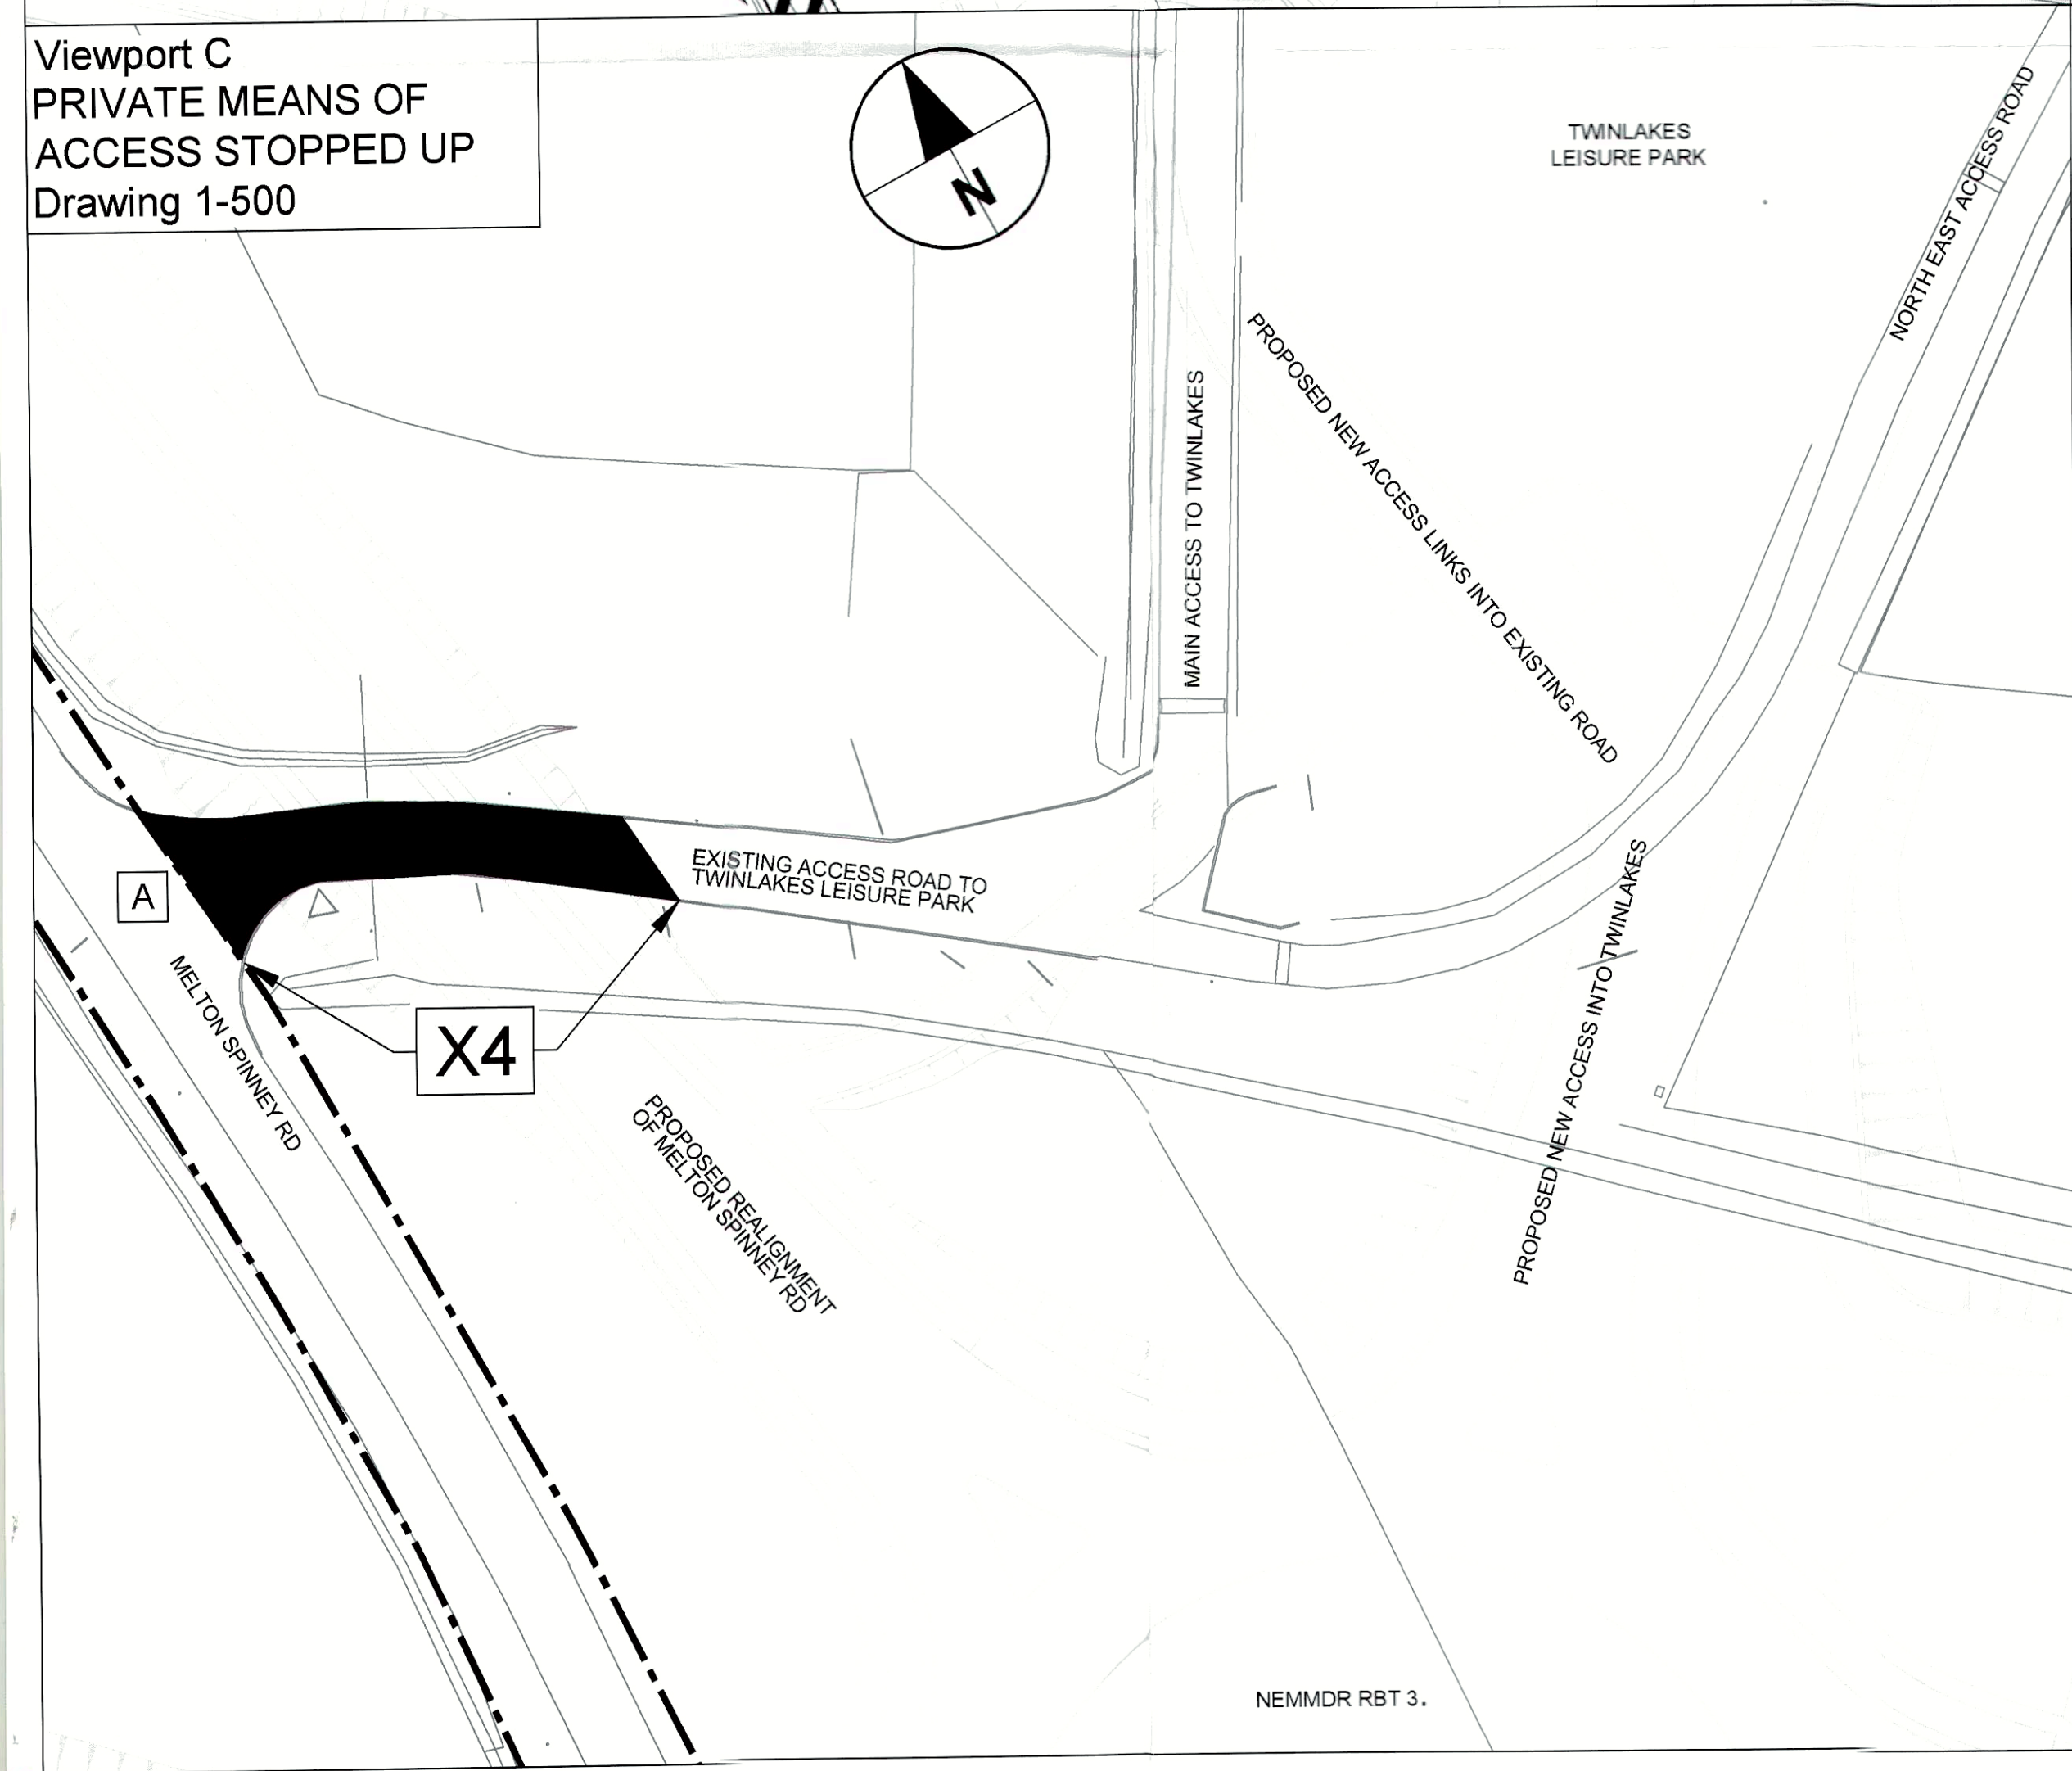 Viewport C
PRIVATE MEANS OF
ACCESS STOPPED UP
Drawing 1-500
N
TWINLAKES
LEISURE PARK
NORTH EAST ACCESS ROAD
PROPOSED NEW ACCESS LINKS INTO EXISTING ROAD
MAIN ACCESS TO TWINLAKES
EXISTING ACCESS ROAD TO
TWINLAKES LEISURE PARK
A
MELTON SPINNEY RD
X4
PROPOSED NEW ACCESS INTO TWINLAKES
PROPOSED REALIGNMENT
OF MELTON SPINNEY RD
NEMMDR RBT 3.